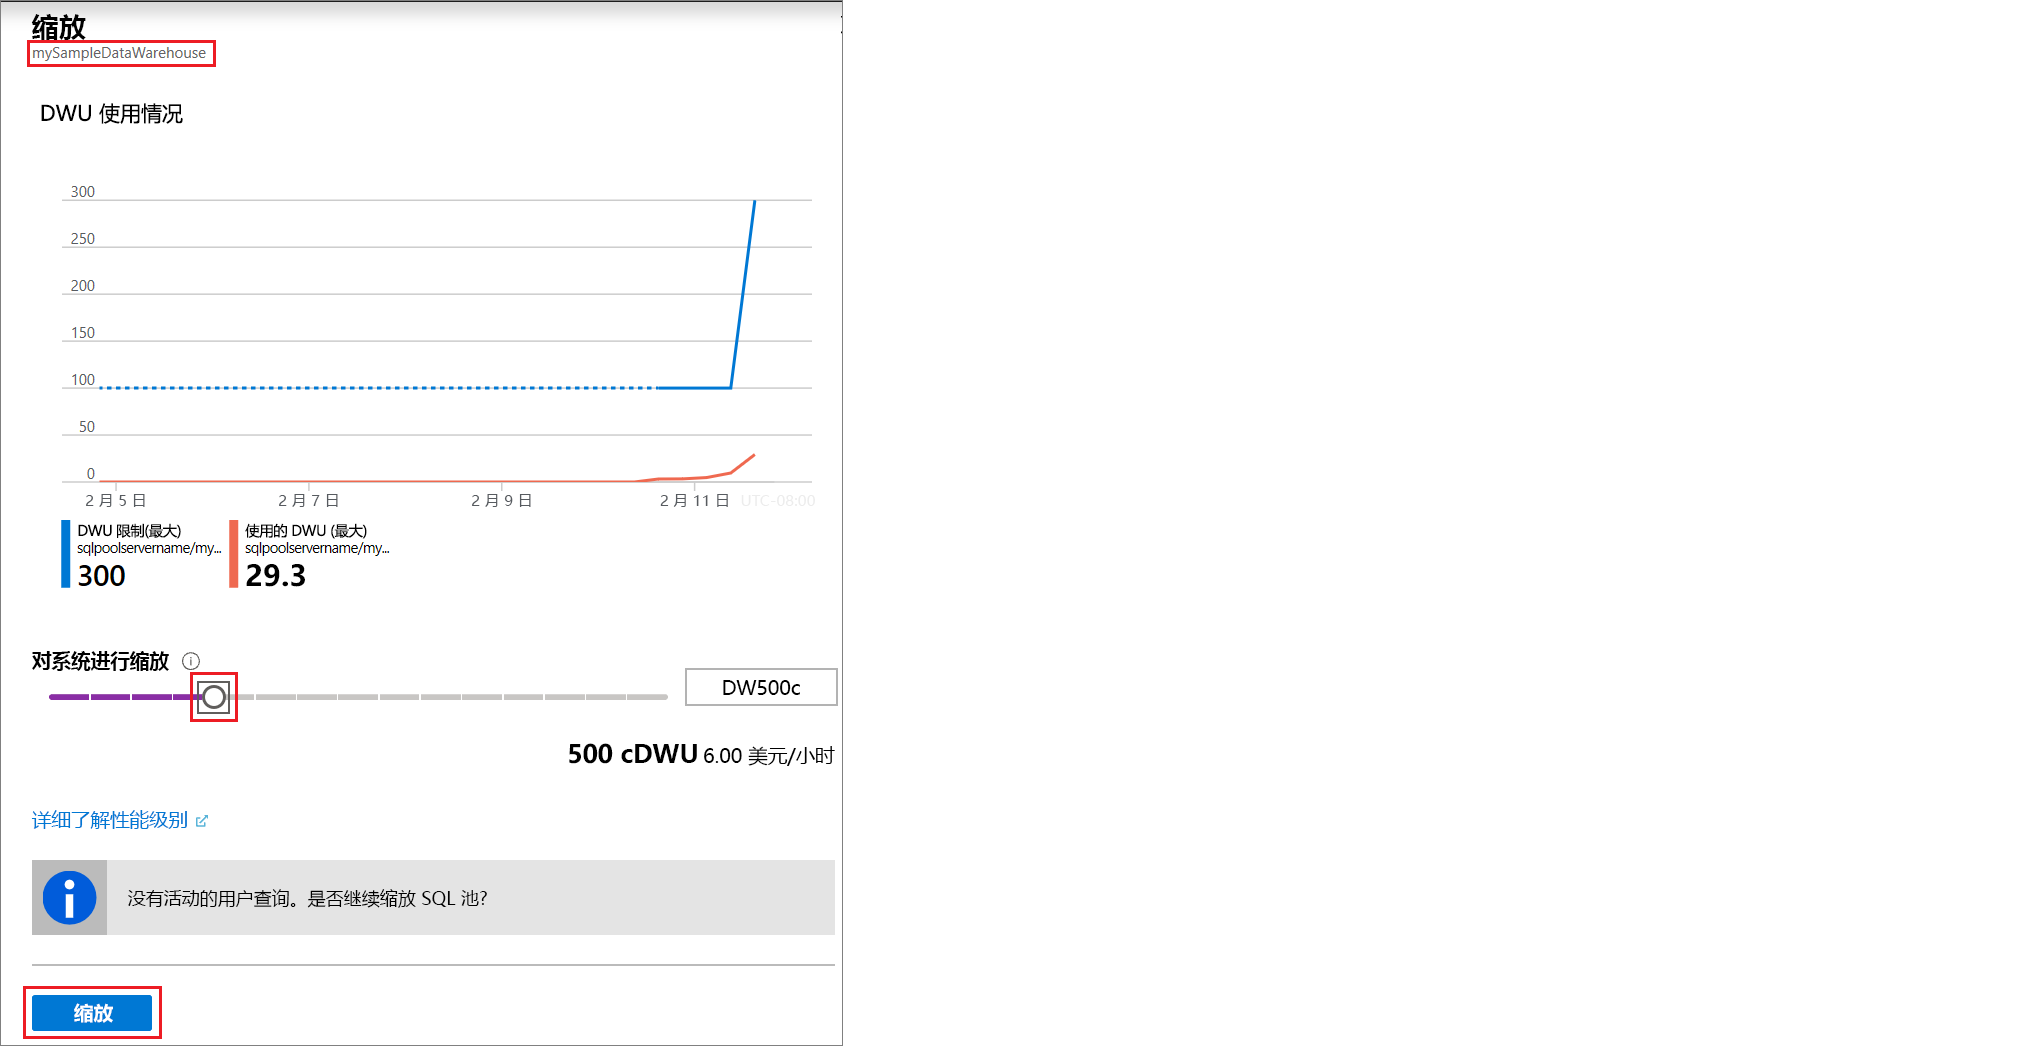 缩放
mySampleDataWarehouse
DWU 使用情况
300
250
200
150
100
50
0
2 月 5 日
2 月 7 日
2 月 9 日
2 月 11 日
UTC-08:00
DWU 限制(最大)
sqlpoolservername/my...
300
使用的 DWU (最大)
sqlpoolservername/my...
29.3
对系统进行缩放
DW500c
500 cDWU 6.00 美元/小时
详细了解性能级别
没有活动的用户查询。是否继续缩放 SQL 池?
缩放